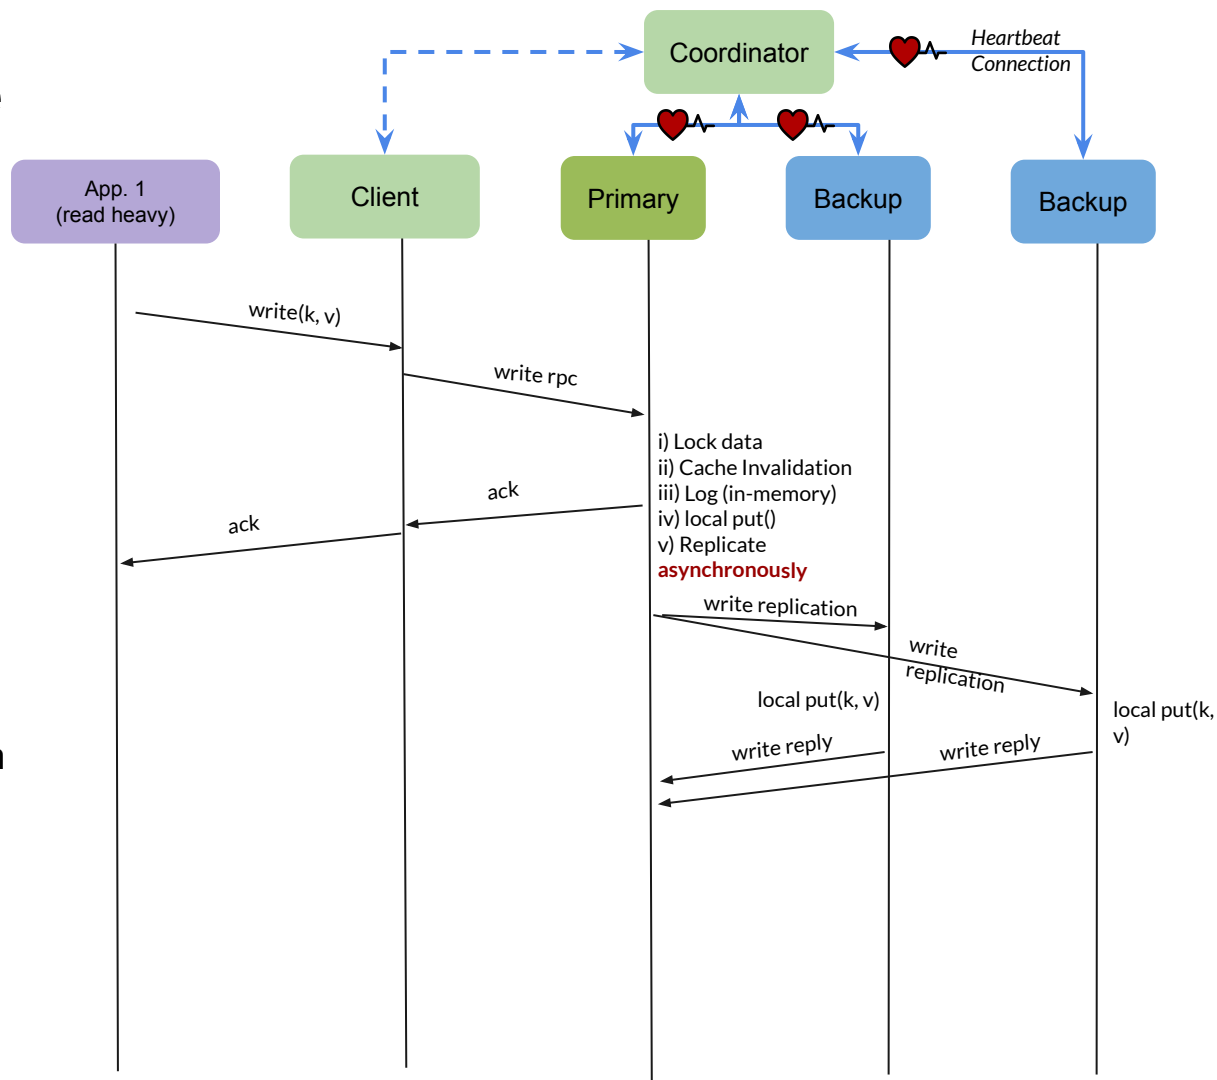 Coordinator
Heartbeat
Connection
App. 1
(read heavy)
Client
Primary
Backup
Backup
write(k, v)
write rpc
i) Lock data
ii) Cache Invalidation
iii) Log (in-memory)
iv) local put()
v) Replicate
asynchronously
ack
ack
write replication
write
replication
local put(k, v)
local put(k,
v)
write reply
write reply